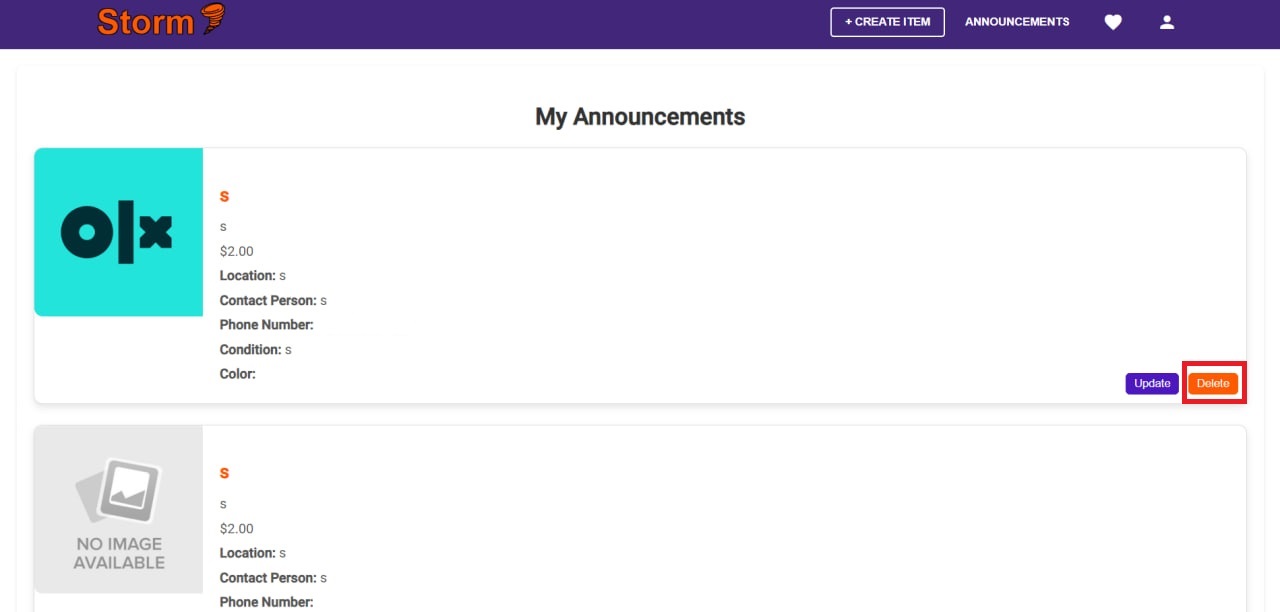 Storm
+ CREATE ITEM
ANNOUNCEMENTS
My Announcements
olx
s
s
$2.00
Location: s
Contact Person: s
Phone Number:
Condition: s
Color:
Update
Delete
NO IMAGE
AVAILABLE
s
s
$2.00
Location: s
Contact Person: s
Phone Number: